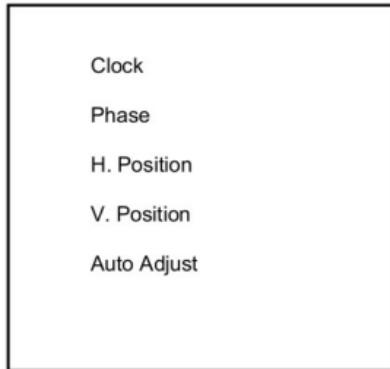 Clock
Phase
H. Position
V. Position
Auto Adjust